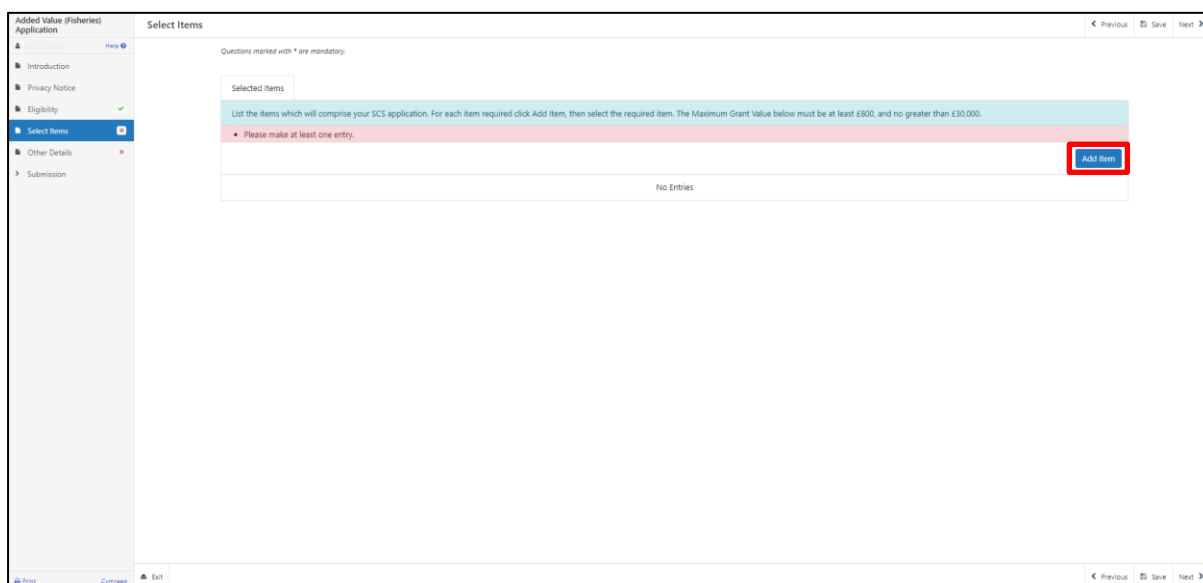 Added Value (Fisheries)
Application
Help
Introduction
Privacy Notice
Eligibility
Select Items
Other Details
Submission
Print
Cymraeg
Select Items
Previous
Save
Next
Questions marked with * are mandatory.
Selected Items
List the items which will comprise your SCS application. For each item required click Add Item, then select the required item. The Maximum Grant Value below must be at least £800, and no greater than £30,000.
Please make at least one entry.
Add Item
No Entries
Exit
Previous
Save
Next